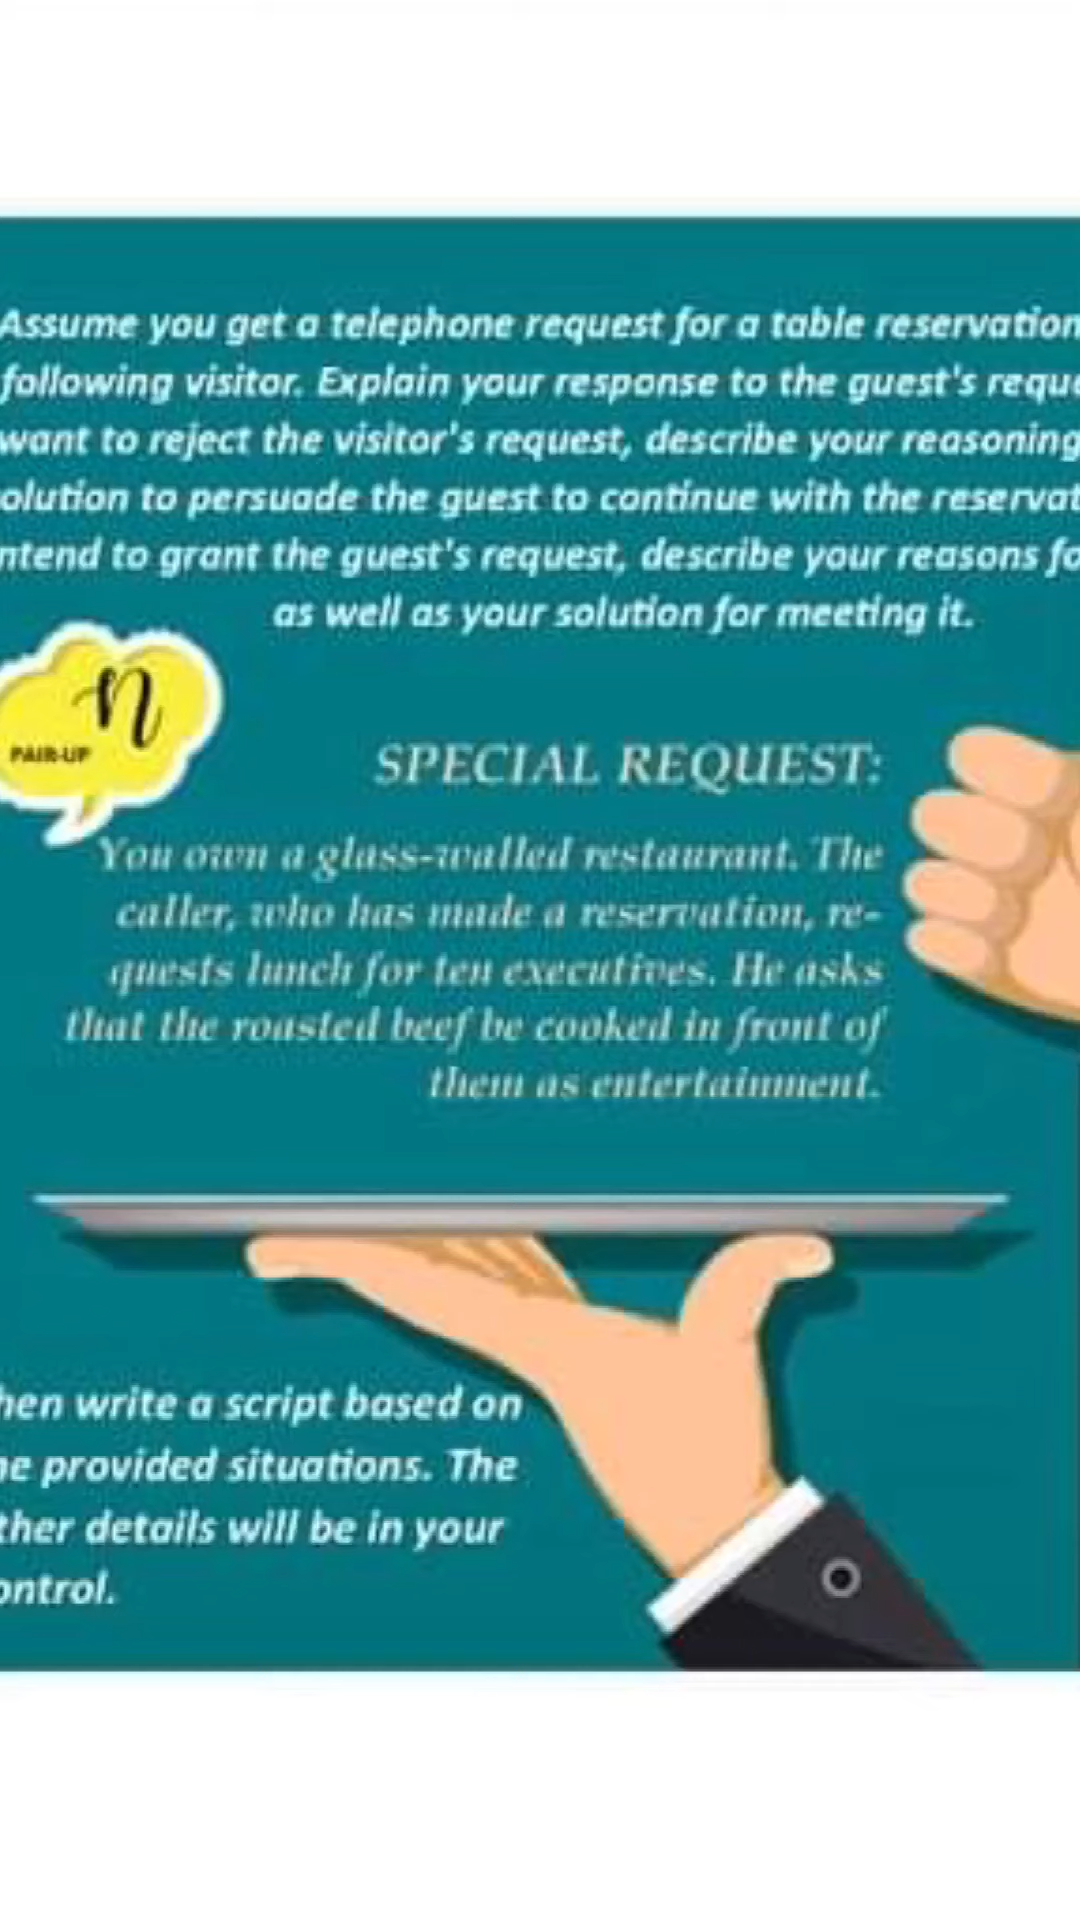 Assume you get a telephone request for a table reservation
following visitor. Explain your response to the guest's reque
want to reject the visitor's request, describe your reasoning
olution to persuade the guest to continue with the reservat
ntend to grant the guest's request, describe your reasons fo
as well as your solution for meeting it.
n
PAIR-UP
SPECIAL REQUEST:
You own a glass-walled restaurant. The
caller, who has made a reservation, re-
quests lunch for ten executives. He asks
that the roasted beef be cooked in front of
them as entertainment.
hen write a script based on
he provided situations. The
ther details will be in your
ontrol.